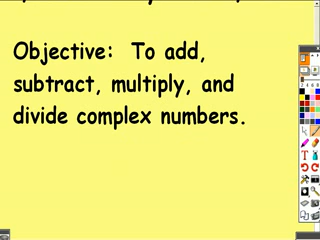 Objective:  To add,
subtract, multiply, and
divide complex numbers.